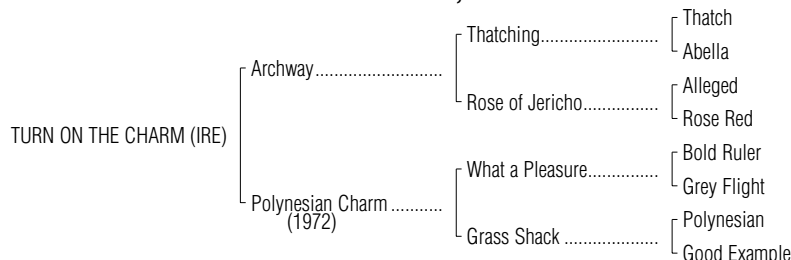 Thatch
Thatching..............................
Abella
Archway..................................
Alleged
Rose of Jericho.......................
Rose Red
TURN ON THE CHARM (IRE)
Bold Ruler
What a Pleasure......................
Grey Flight
Polynesian Charm ..............
(1972)
Polynesian
Grass Shack ..........................
Good Example